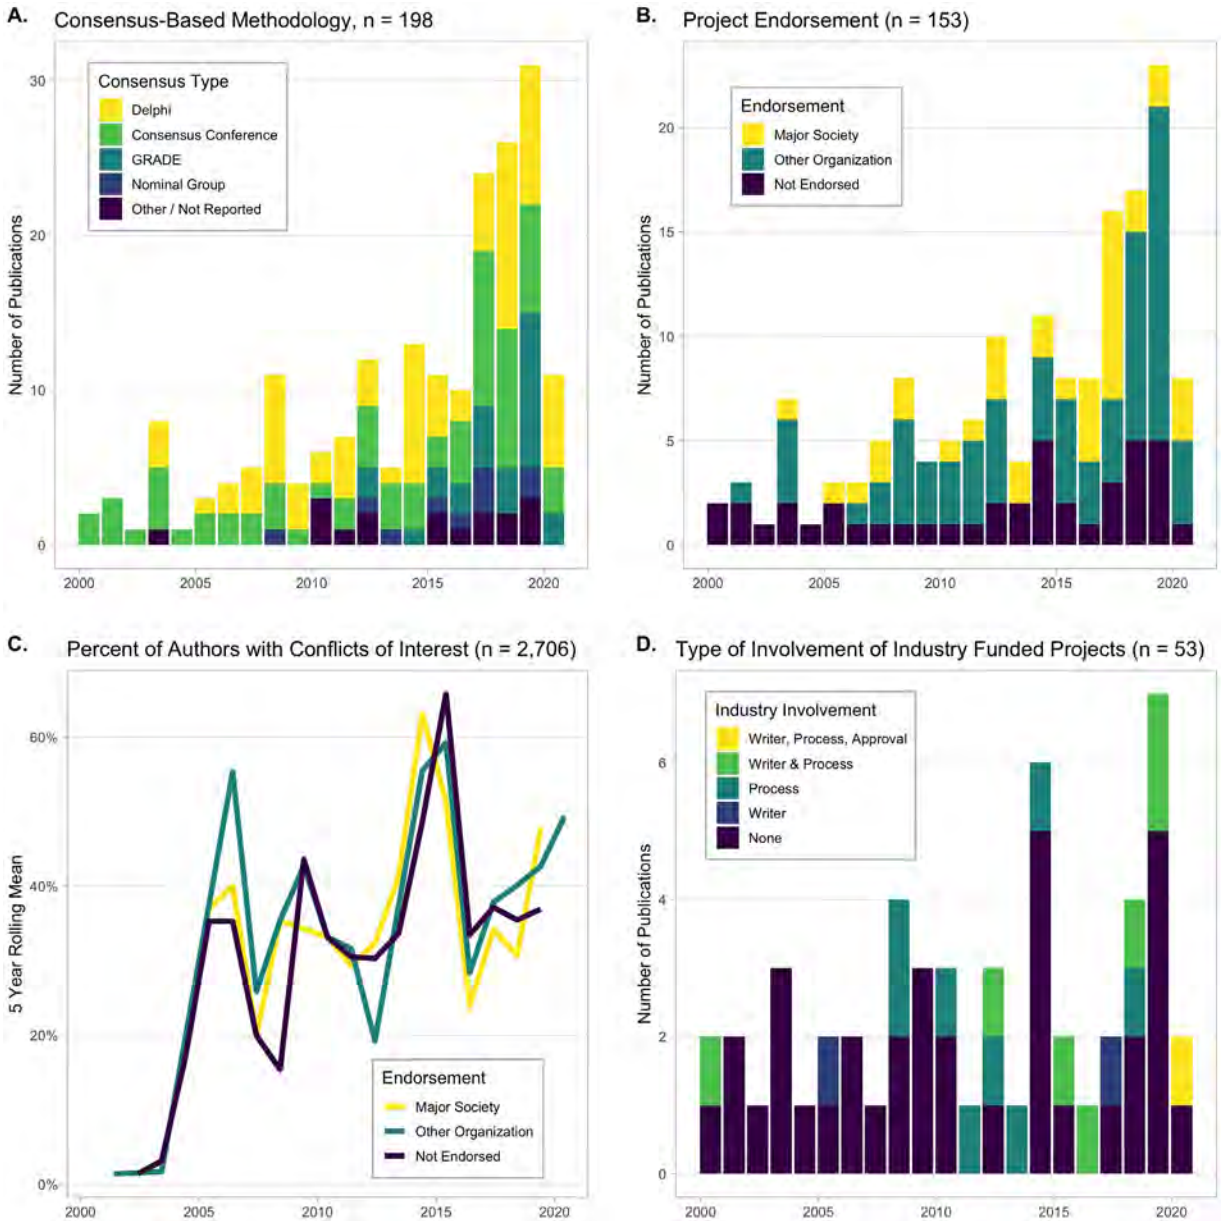 A. Consensus-Based Methodology, n = 198
Number of Publications
30
20
10
0
Consensus Type
Delphi
Consensus Conference
GRADE
Nominal Group
Other / Not Reported
2000 2005 2010 2015 2020
B. Project Endorsement (n = 153)
Number of Publications
20
15
10
5
0
Endorsement
Major Society
Other Organization
Not Endorsed
2000 2005 2010 2015 2020
C. Percent of Authors with Conflicts of Interest (n = 2,706)
5 Year Rolling Mean
60%
40%
20%
0%
Endorsement
Major Society
Other Organization
Not Endorsed
2000 2005 2010 2015 2020
D. Type of Involvement of Industry Funded Projects (n = 53)
Number of Publications
6
4
2
0
Industry Involvement
Writer, Process, Approval
Writer & Process
Process
Writer
None
2000 2005 2010 2015 2020